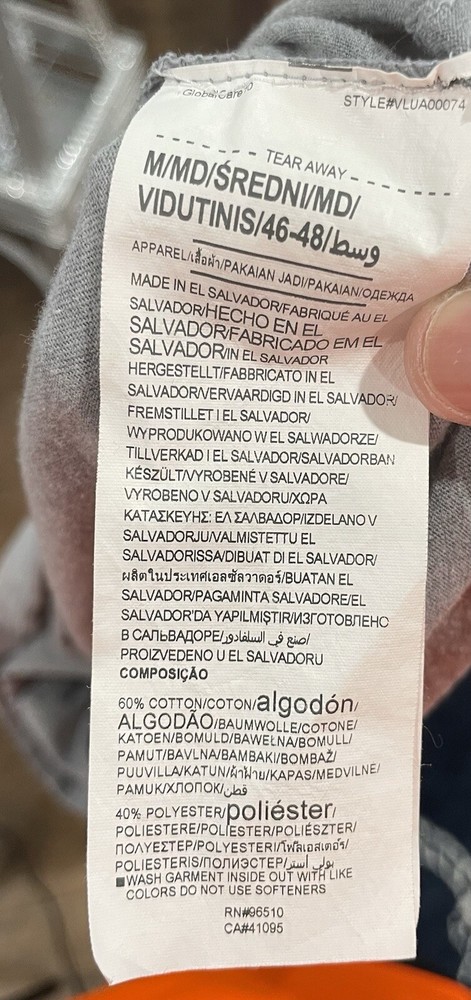 GlobalCare
STYLE#VLUA00074
TEAR AWAY
M/MD/ŚREDNI/MD/
VIDUTINIS/46-48/وسط
APPAREL/เสื้อผ้า/PAKAIAN JADI/PAKAIAN/ОДЕЖДА
MADE IN EL SALVADOR/FABRIQUÉ AU EL
SALVADOR/HECHO EN EL
SALVADOR/FABRICADO EM EL
SALVADOR/IN EL SALVADOR
HERGESTELLT/FABBRICATO IN EL
SALVADOR/VERVAARDIGD IN EL SALVADOR/
FREMSTILLET I EL SALVADOR/
WYPRODUKOWANO W EL SALWADORZE/
TILLVERKAD I EL SALVADOR/SALVADORBAN
KÉSZÜLT/VYROBENÉ V SALVADORE/
VYROBENO V SALVADORU/ΧΩΡΑ
ΚΑΤΑΣΚΕΥΗΣ: ΕΛ ΣΑΛΒΑΔΟΡ/IZDELANO V
SALVADORJU/VALMISTETTU EL
SALVADORISSA/DIBUAT DI EL SALVADOR/
ผลิตในประเทศเอลซัลวาดอร์/BUATAN EL
SALVADOR/PAGAMINTA SALVADORE/EL
SALVADOR'DA YAPILMIŞTIR/ИЗГОТОВЛЕНО
В САЛЬВАДОРЕ/صنع في السلفادور/
PROIZVEDENO U EL SALVADORU
COMPOSIÇÃO
60% COTTON/COTON/algodón/
ALGODÃO/BAUMWOLLE/COTONE/
KATOEN/BOMULD/BAWEŁNA/BOMULL/
PAMUT/BAVLNA/ΒΑΜΒΑΚΙ/BOMBAŽ/
PUUVILLA/KATUN/ผ้าฝ้าย/KAPAS/MEDVILNĖ/
PAMUK/ХЛОПОК/قطن
40% POLYESTER/poliéster/
POLIESTERE/POLIESTER/POLIÉSZTER/
ΠΟΛΥΕΣΤΕΡ/POLYESTERI/โพลีเอสเตอร์/
POLIESTERIS/ПОЛИЭСТЕР/بولي أستر
■WASH GARMENT INSIDE OUT WITH LIKE
COLORS DO NOT USE SOFTENERS
RN#96510
CA#41095